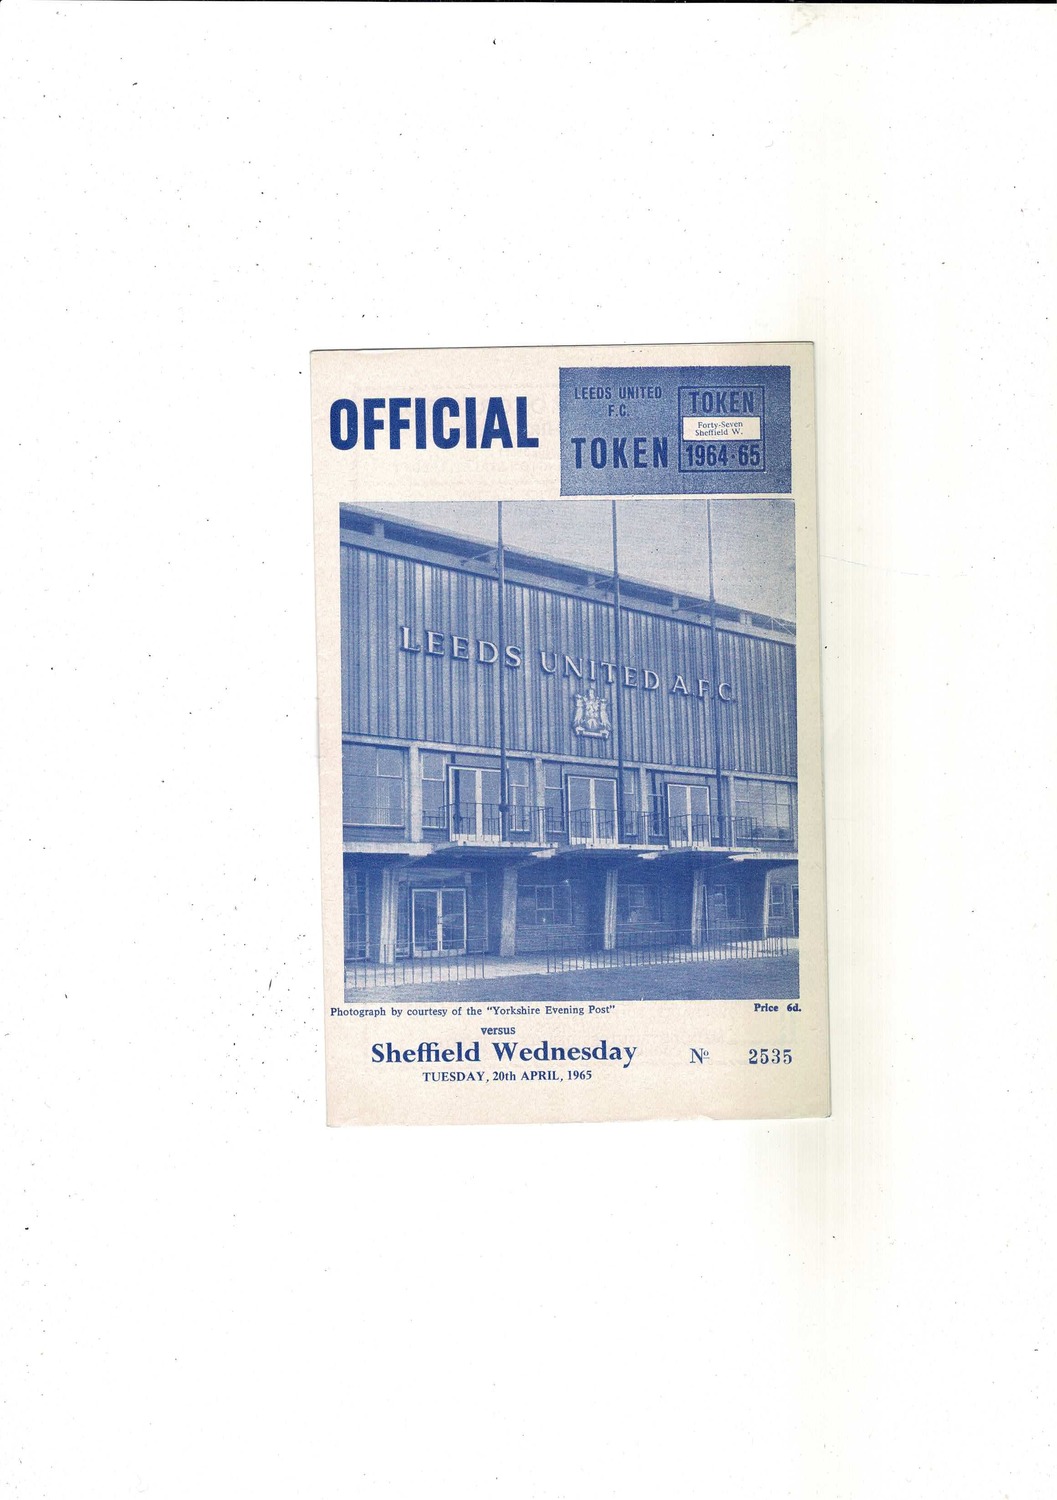 OFFICIAL
LEEDS UNITED
F.C.
TOKEN
TOKEN
Forty-Seven
Sheffield W.
1964-65
LEEDS UNITED A.F.C.
Photograph by courtesy of the "Yorkshire Evening Post"
Price 6d.
versus
Sheffield Wednesday
Nº 2535
TUESDAY, 20th APRIL, 1965